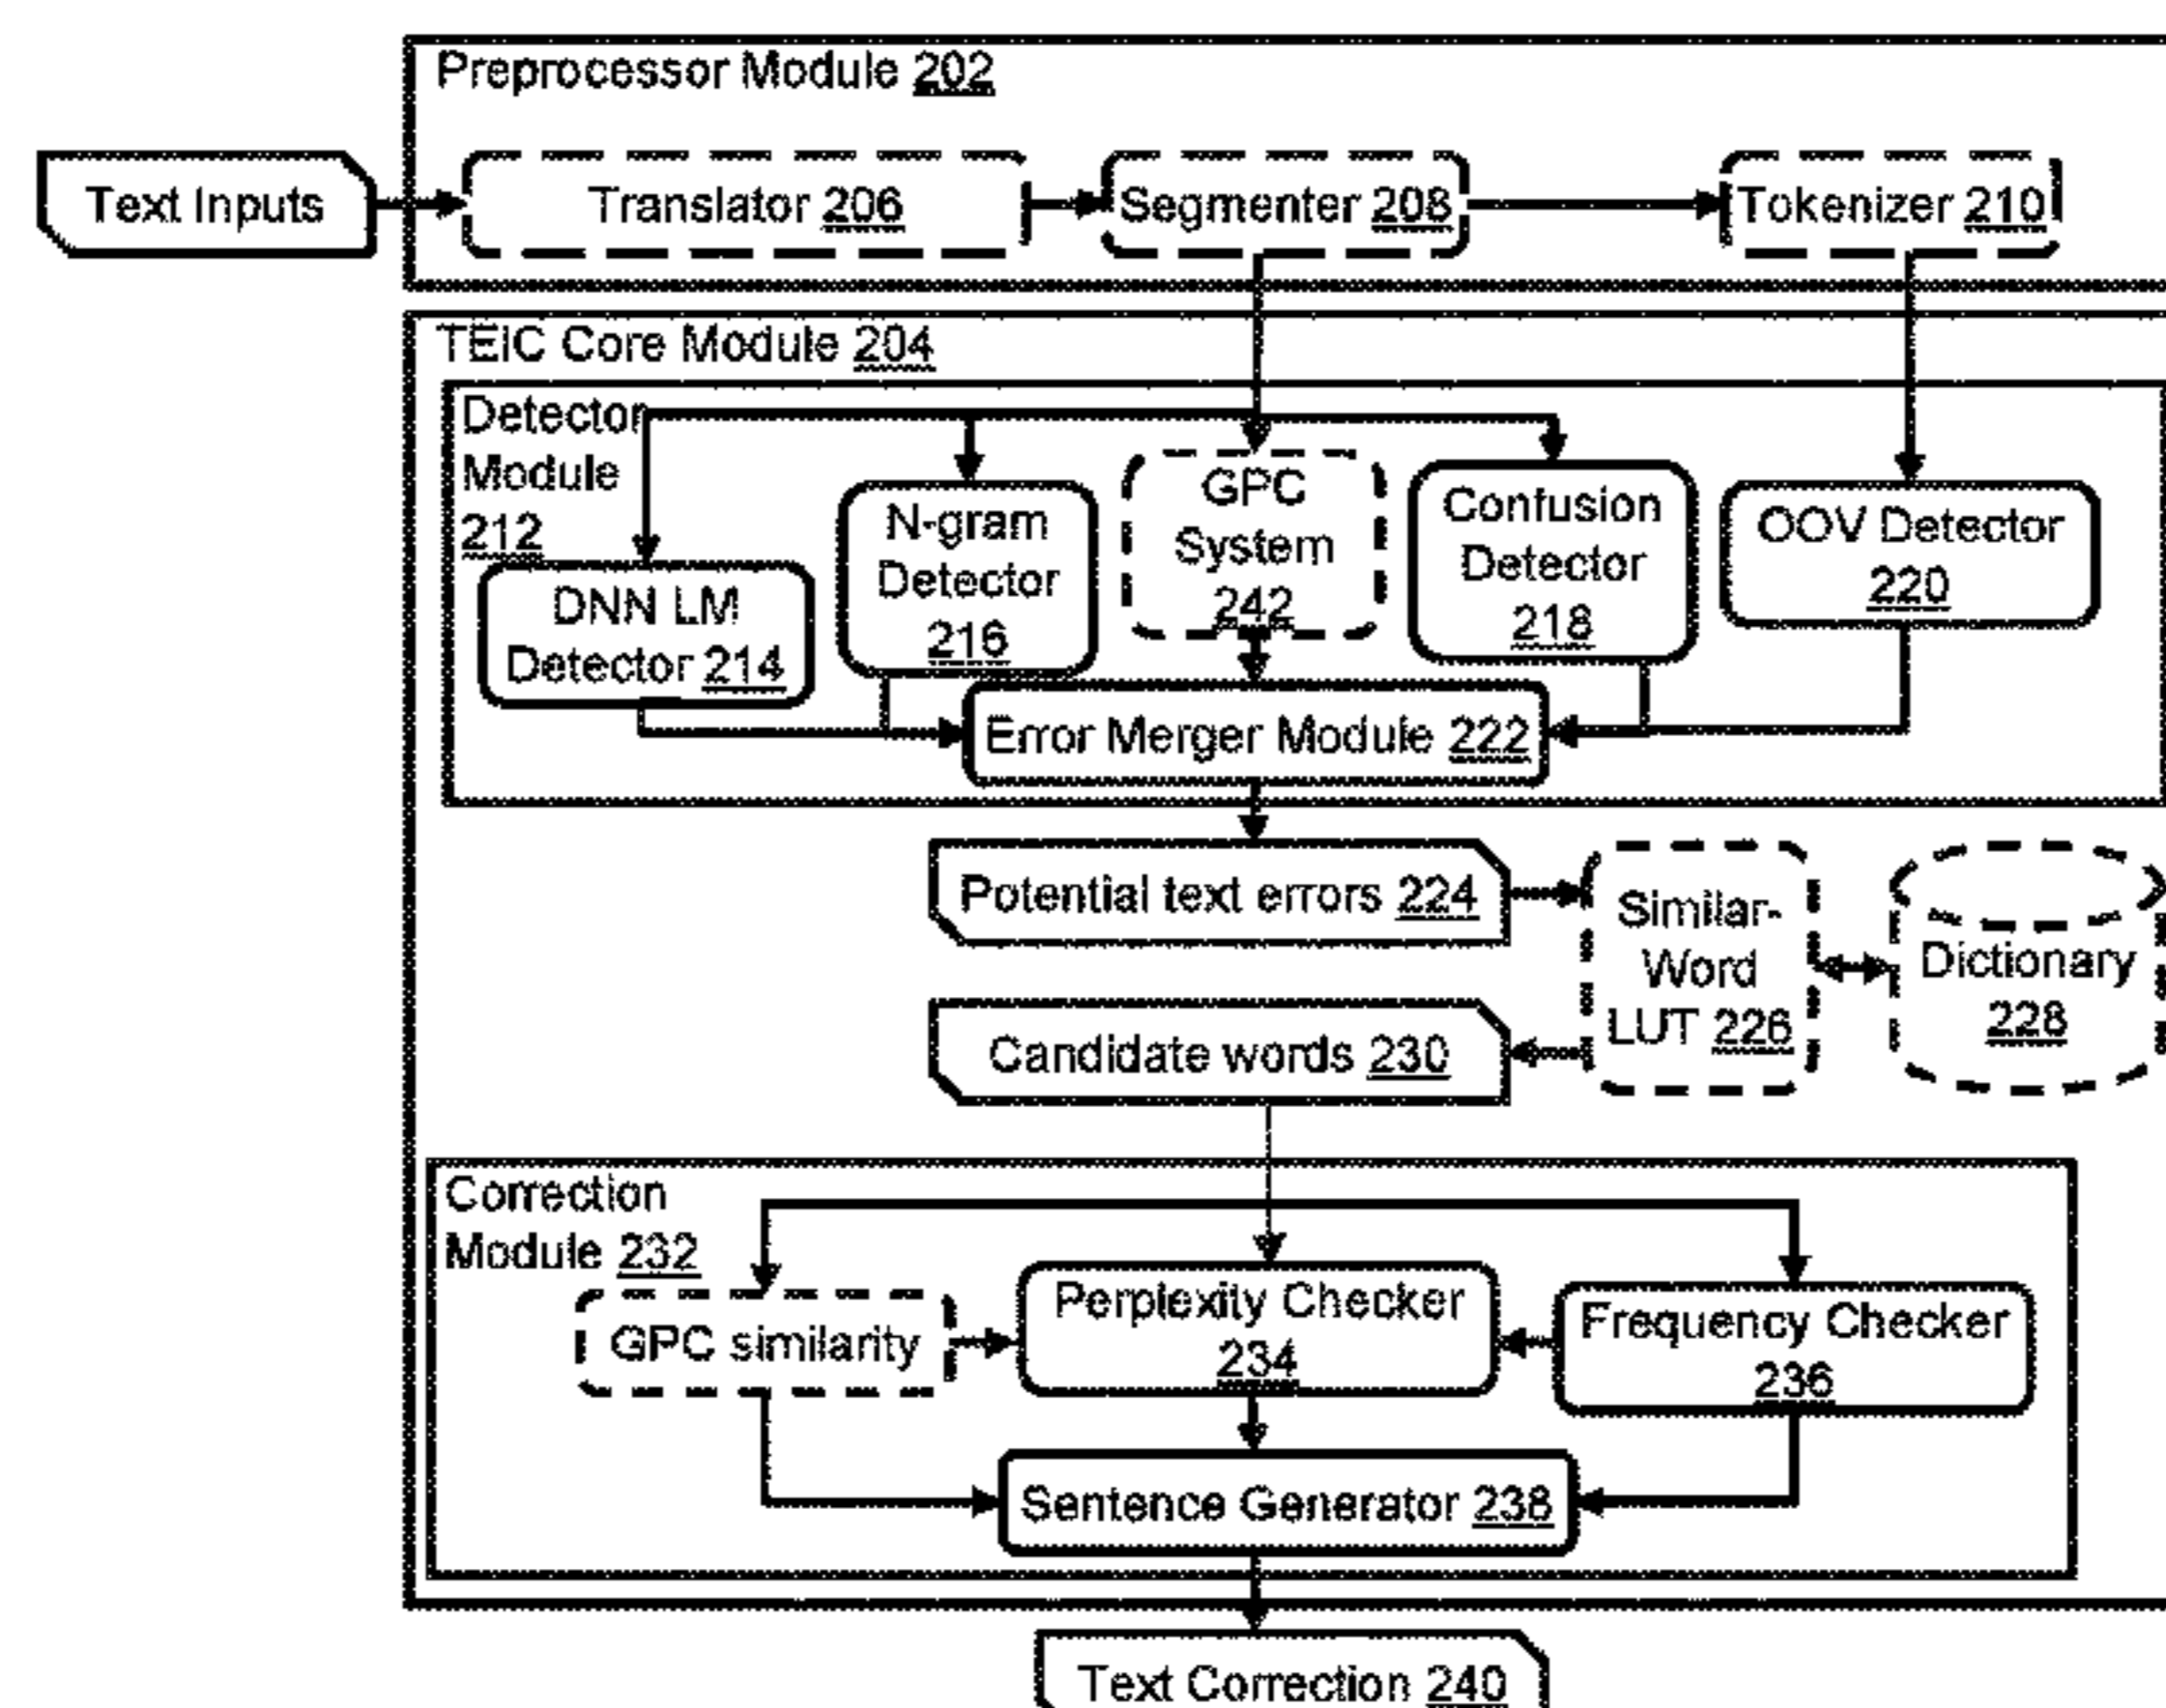 Preprocessor Module 202
Text Inputs
Translator 206
Segmenter 208
Tokenizer 210
TEIC Core Module 204
Detector
Module
212
DNN LM
Detector 214
N-gram
Detector
216
GPC
System
242
Confusion
Detector
218
OOV Detector
220
Error Merger Module 222
Potential text errors 224
Similar-
Word
LUT 226
Dictionary
228
Candidate words 230
Correction
Module 232
GPC similarity
Perplexity Checker
234
Frequency Checker
236
Sentence Generator 238
Text Correction 240